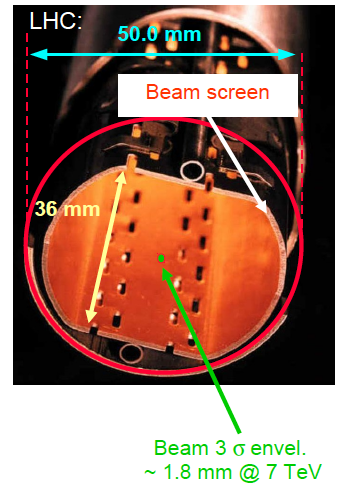 LHC:
50.0 mm
Beam screen
36 mm
Beam 3 σ envel.
~ 1.8 mm @ 7 TeV